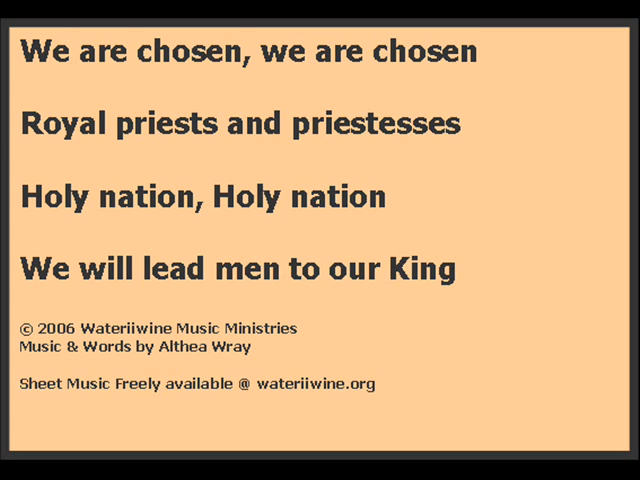 We are chosen, we are chosen
Royal priests and priestesses
Holy nation, Holy nation
We will lead men to our King
© 2006 Wateriiwine Music Ministries
Music & Words by Althea Wray
Sheet Music Freely available @ wateriiwine.org